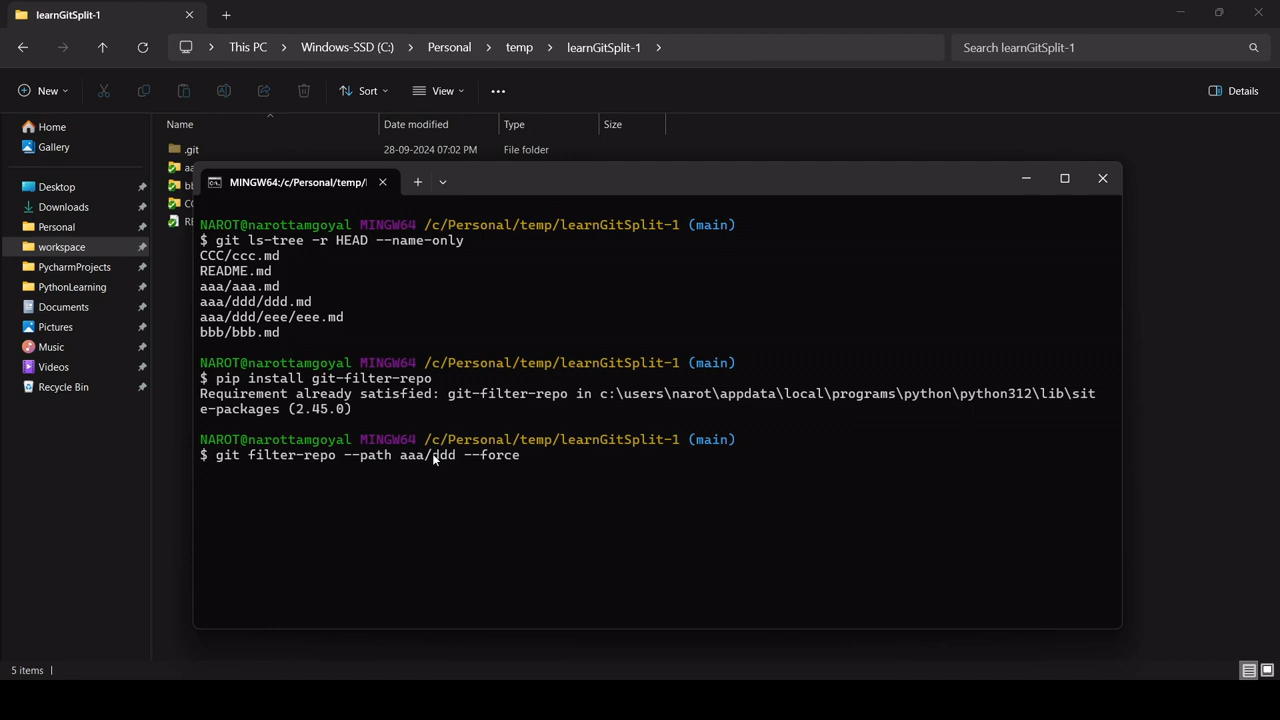 learnGitSplit-1
This PC > Windows-SSD (C:) > Personal > temp > learnGitSplit-1 >
Search learnGitSplit-1
New
Sort
View
Details
Home
Gallery
Desktop
Downloads
Personal
workspace
PycharmProjects
PythonLearning
Documents
Pictures
Music
Videos
Recycle Bin
Name
Date modified
Type
Size
.git
28-09-2024 07:02 PM
File folder
MINGW64:/c/Personal/temp/
NAROT@narottamgoyal MINGW64 /c/Personal/temp/learnGitSplit-1 (main)
$ git ls-tree -r HEAD --name-only
CCC/ccc.md
README.md
aaa/aaa.md
aaa/ddd/ddd.md
aaa/ddd/eee/eee.md
bbb/bbb.md
NAROT@narottamgoyal MINGW64 /c/Personal/temp/learnGitSplit-1 (main)
$ pip install git-filter-repo
Requirement already satisfied: git-filter-repo in c:\users\narot\appdata\local\programs\python\python312\lib\sit
e-packages (2.45.0)
NAROT@narottamgoyal MINGW64 /c/Personal/temp/learnGitSplit-1 (main)
$ git filter-repo --path aaa/ddd --force
5 items